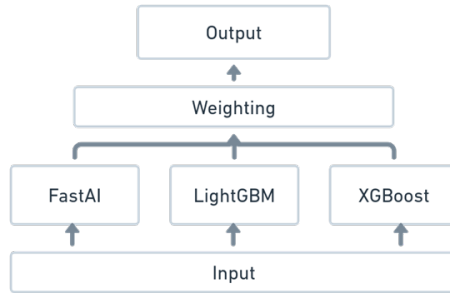 Output
Weighting
FastAI
LightGBM
XGBoost
Input